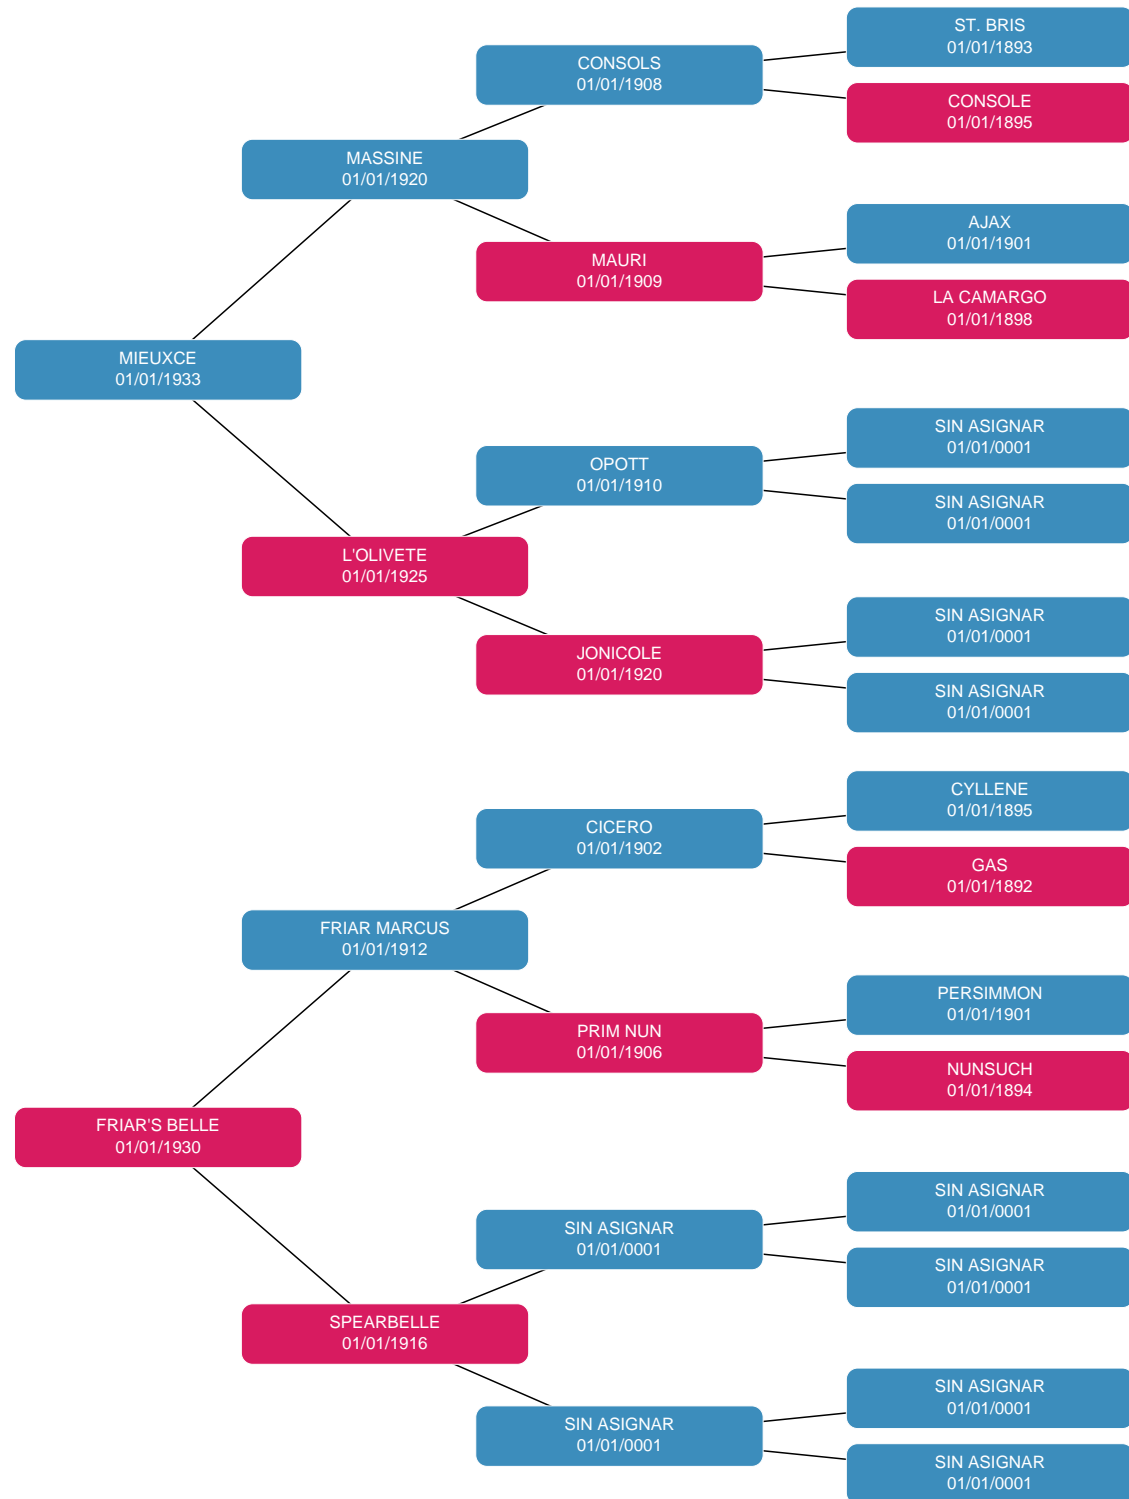 ST. BRIS
01/01/1893
CONSOLS
01/01/1908
CONSOLE
01/01/1895
MASSINE
01/01/1920
AJAX
01/01/1901
MAURI
01/01/1909
LA CAMARGO
01/01/1898
MIEUXCE
01/01/1933
SIN ASIGNAR
01/01/0001
OPOTT
01/01/1910
SIN ASIGNAR
01/01/0001
L'OLIVETE
01/01/1925
SIN ASIGNAR
01/01/0001
JONICOLE
01/01/1920
SIN ASIGNAR
01/01/0001
CYLLENE
01/01/1895
CICERO
01/01/1902
GAS
01/01/1892
FRIAR MARCUS
01/01/1912
PERSIMMON
01/01/1901
PRIM NUN
01/01/1906
NUNSUCH
01/01/1894
FRIAR'S BELLE
01/01/1930
SIN ASIGNAR
01/01/0001
SIN ASIGNAR
01/01/0001
SIN ASIGNAR
01/01/0001
SPEARBELLE
01/01/1916
SIN ASIGNAR
01/01/0001
SIN ASIGNAR
01/01/0001
SIN ASIGNAR
01/01/0001